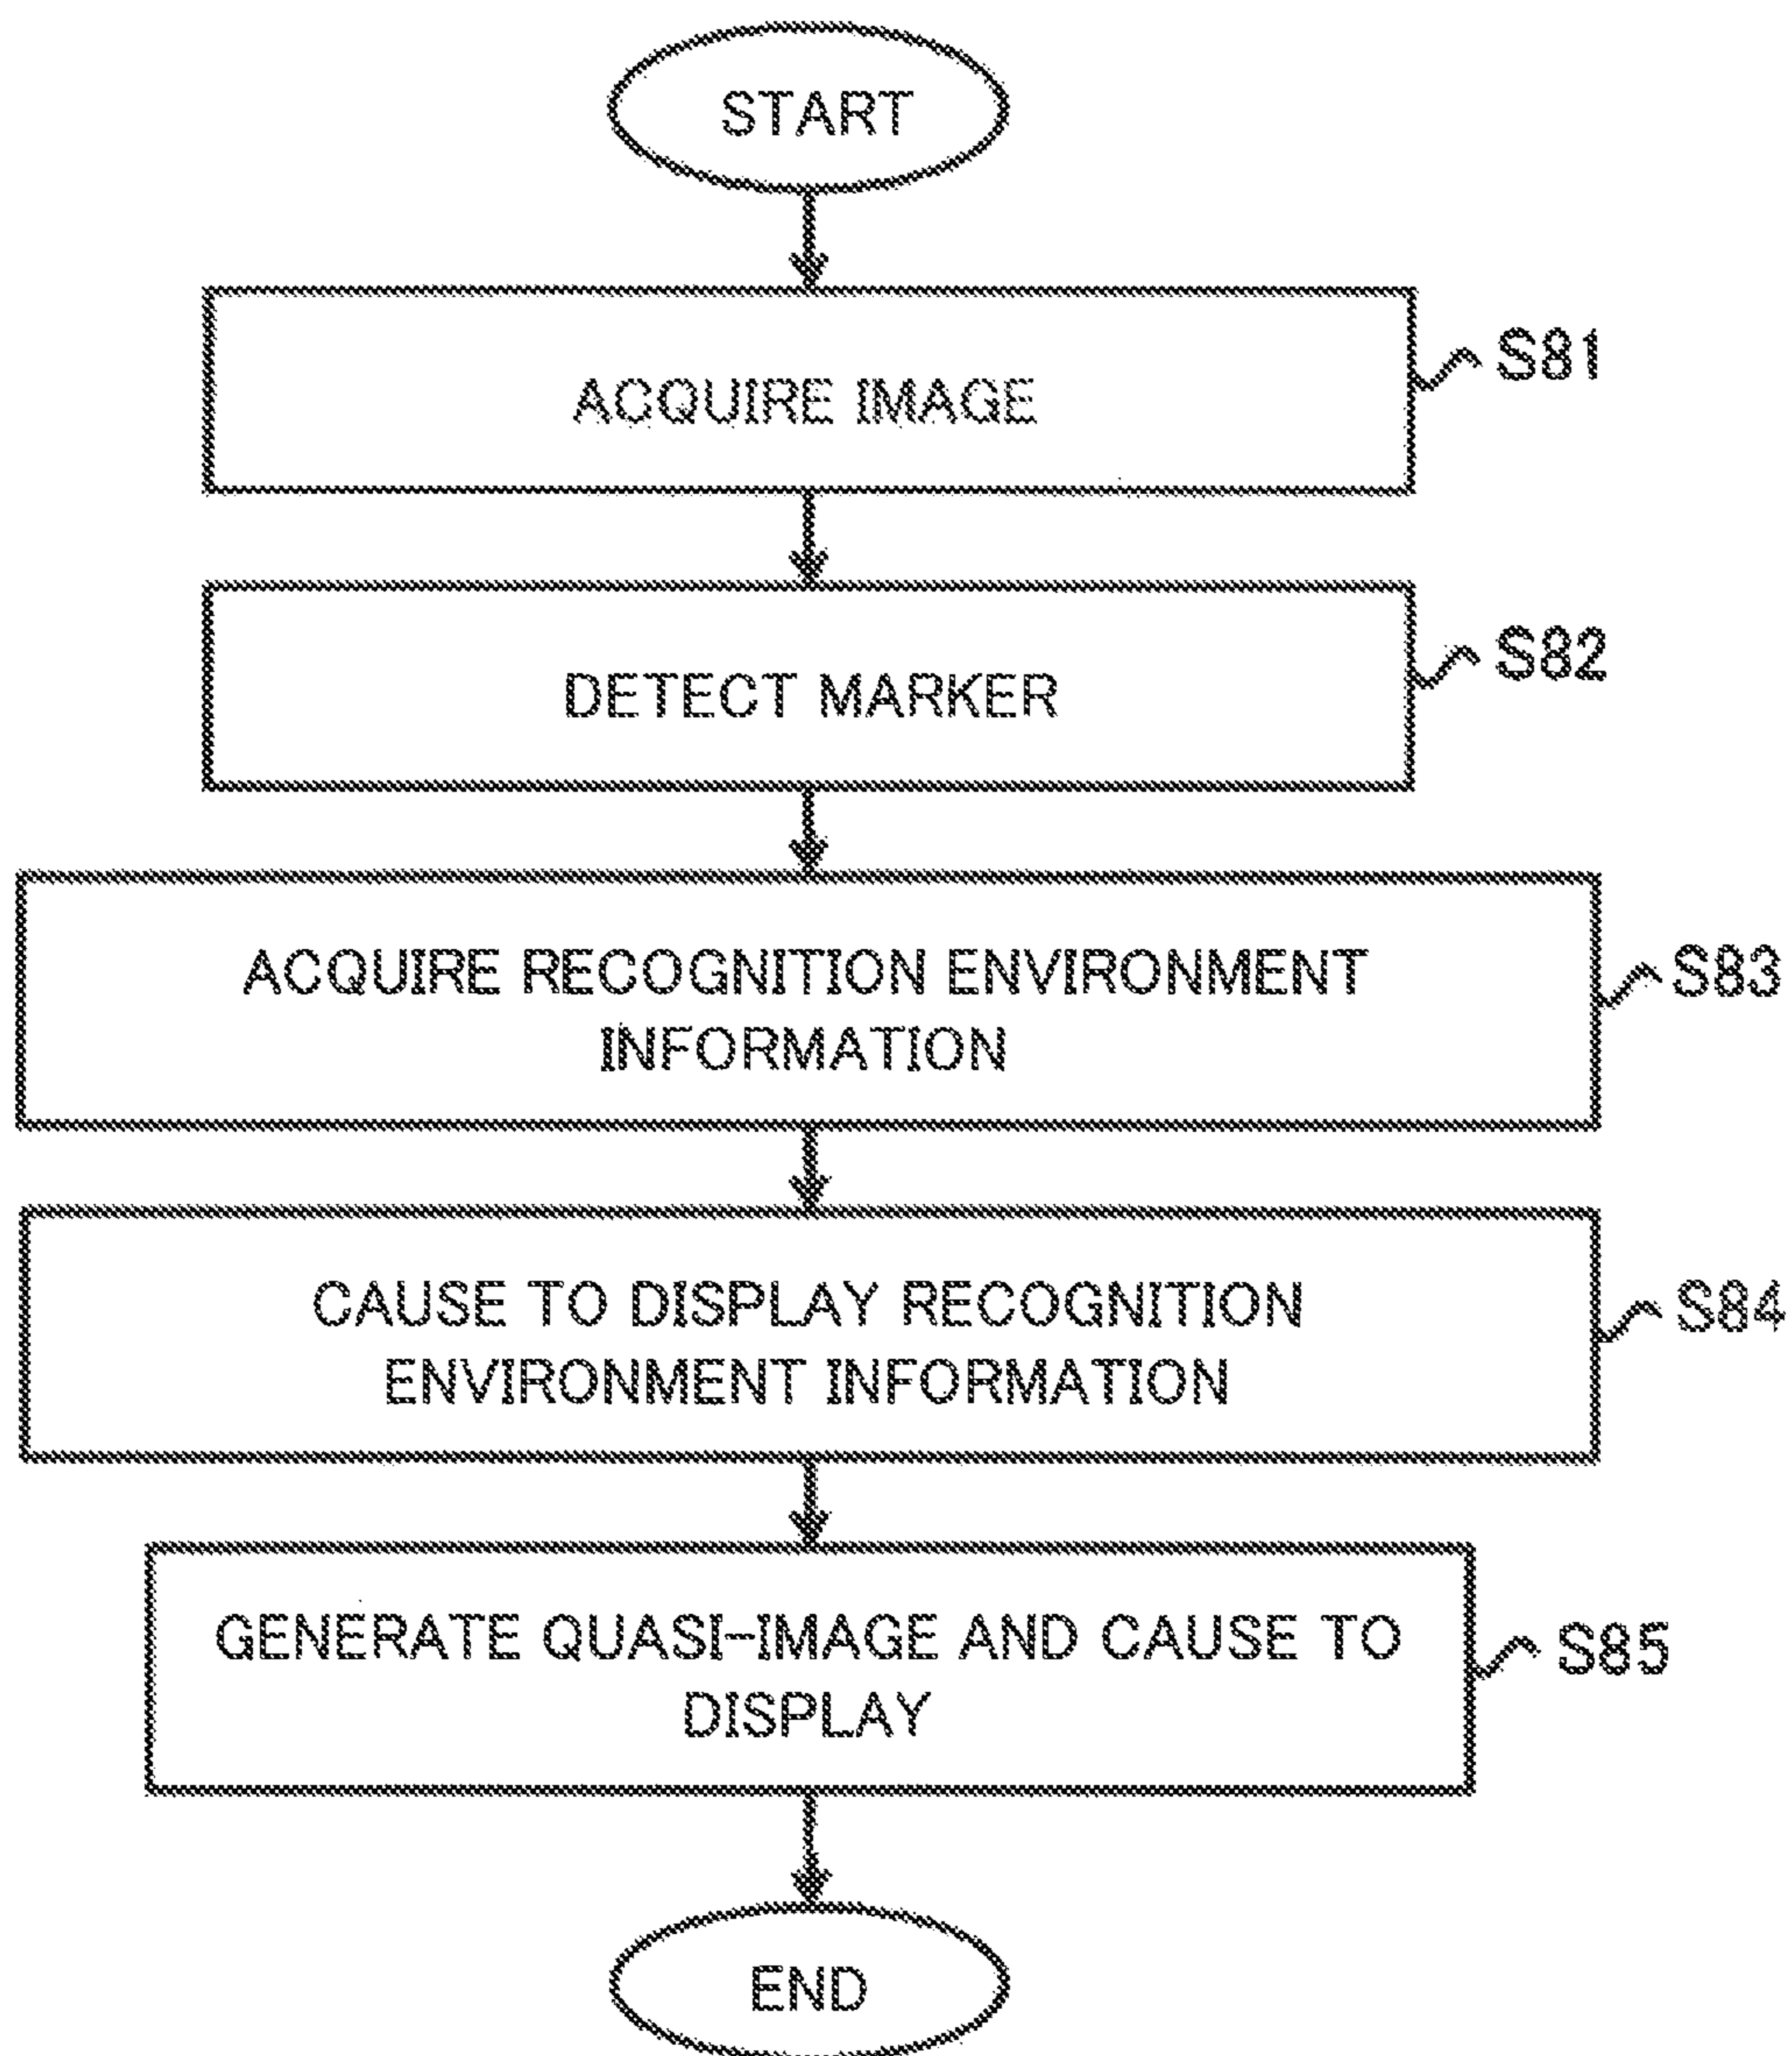 START
ACQUIRE IMAGE
S81
DETECT MARKER
S82
ACQUIRE RECOGNITION ENVIRONMENT
INFORMATION
S83
CAUSE TO DISPLAY RECOGNITION
ENVIRONMENT INFORMATION
S84
GENERATE QUASI-IMAGE AND CAUSE TO
DISPLAY
S85
END